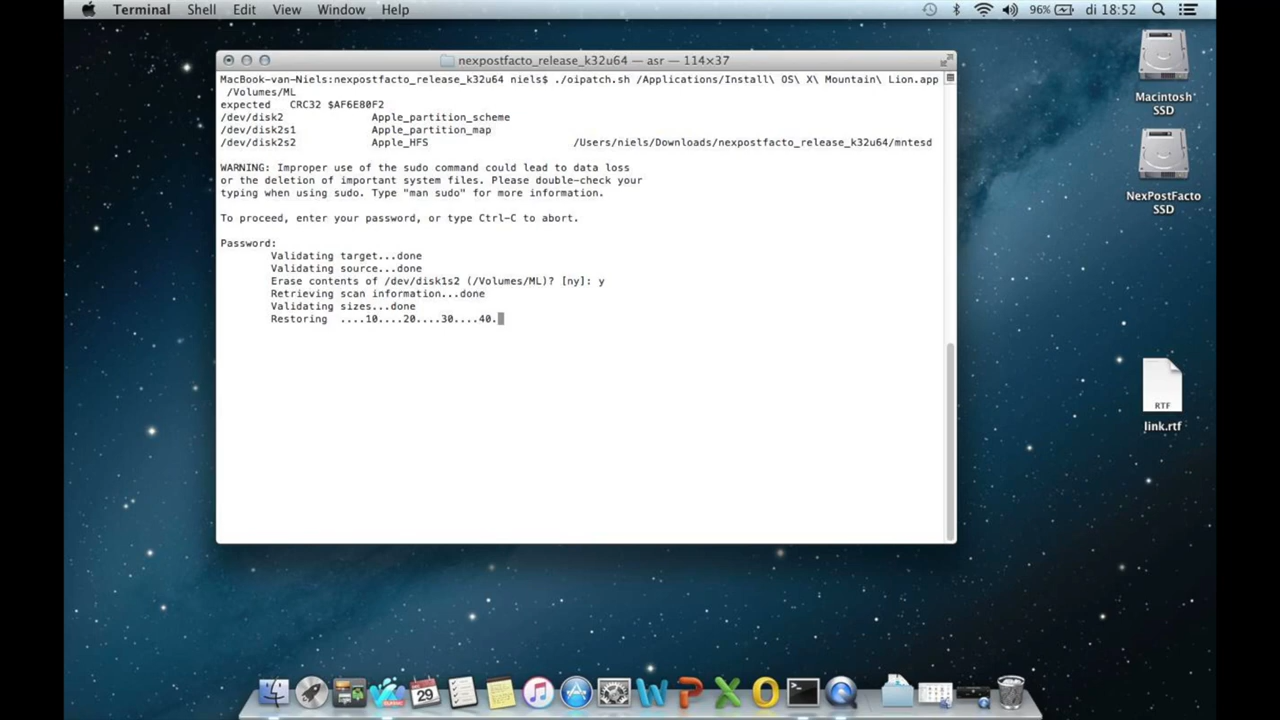 Terminal Shell Edit View Window Help 96% di 18:52
nexpostfacto_release_k32u64 — asr — 114×37
MacBook-van-Niels:nexpostfacto_release_k32u64 niels$ ./oipatch.sh /Applications/Install\ OS\ X\ Mountain\ Lion.app
/Volumes/ML
expected CRC32 $AF6E80F2
/dev/disk2 Apple_partition_scheme
/dev/disk2s1 Apple_partition_map
/dev/disk2s2 Apple_HFS /Users/niels/Downloads/nexpostfacto_release_k32u64/mntesd
WARNING: Improper use of the sudo command could lead to data loss
or the deletion of important system files. Please double-check your
typing when using sudo. Type "man sudo" for more information.
To proceed, enter your password, or type Ctrl-C to abort.
Password:
Validating target...done
Validating source...done
Erase contents of /dev/disk1s2 (/Volumes/ML)? [ny]: y
Retrieving scan information...done
Validating sizes...done
Restoring ....10....20....30....40.
Macintosh
SSD
NexPostFacto
SSD
RTF
link.rtf
29